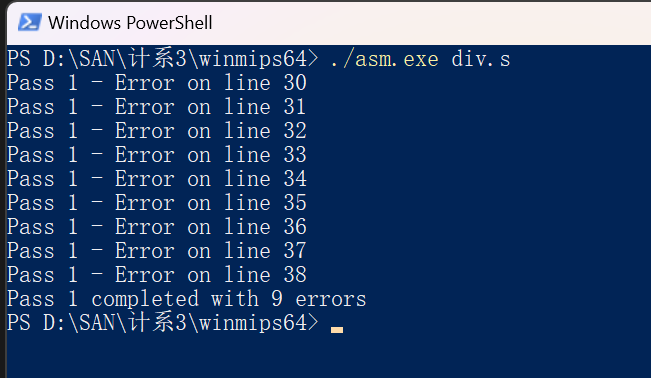 Windows PowerShell
PS D:\SAN\计系3\winmips64> ./asm.exe div.s
Pass 1 - Error on line 30
Pass 1 - Error on line 31
Pass 1 - Error on line 32
Pass 1 - Error on line 33
Pass 1 - Error on line 34
Pass 1 - Error on line 35
Pass 1 - Error on line 36
Pass 1 - Error on line 37
Pass 1 - Error on line 38
Pass 1 completed with 9 errors
PS D:\SAN\计系3\winmips64>